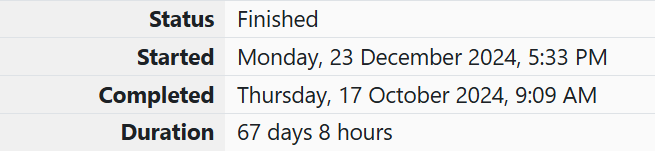 Status Finished
Started Monday, 23 December 2024, 5:33 PM
Completed Thursday, 17 October 2024, 9:09 AM
Duration 67 days 8 hours